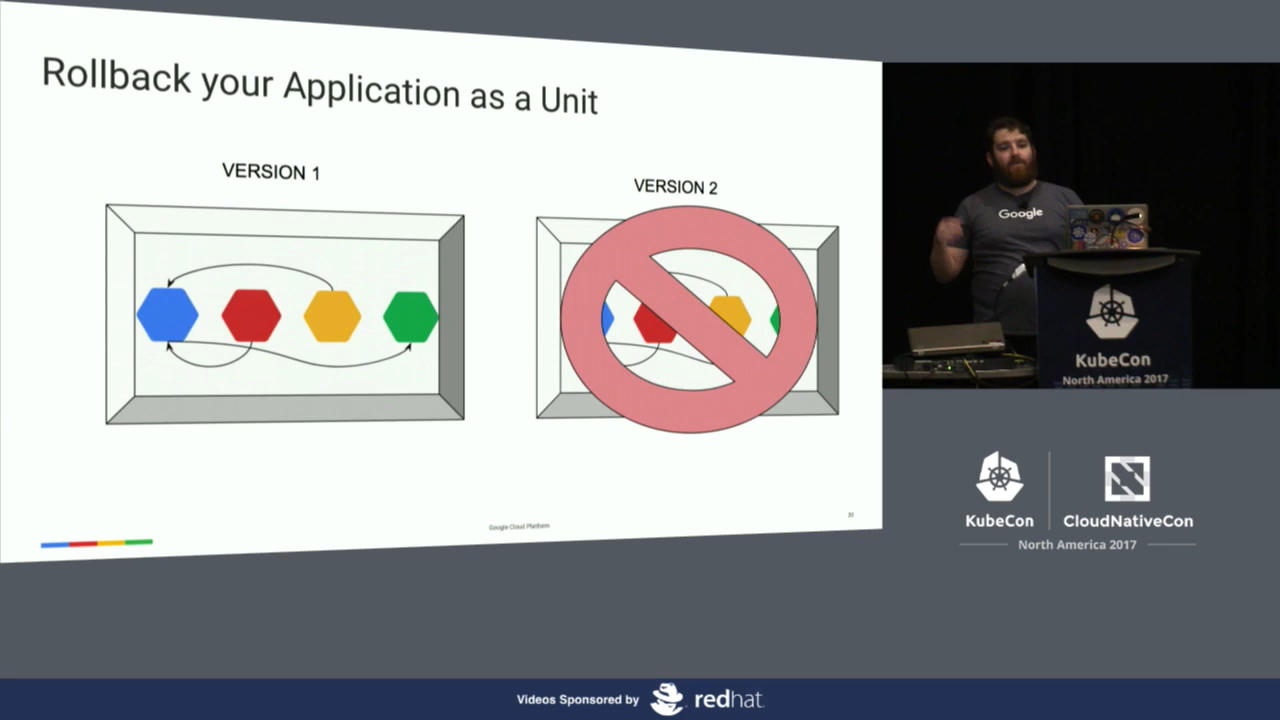 Rollback your Application as a Unit
VERSION 1
VERSION 2
Google Cloud Platform
30
Google
KubeCon
North America 2017
KubeCon
CloudNativeCon
North America 2017
Videos Sponsored by
redhat